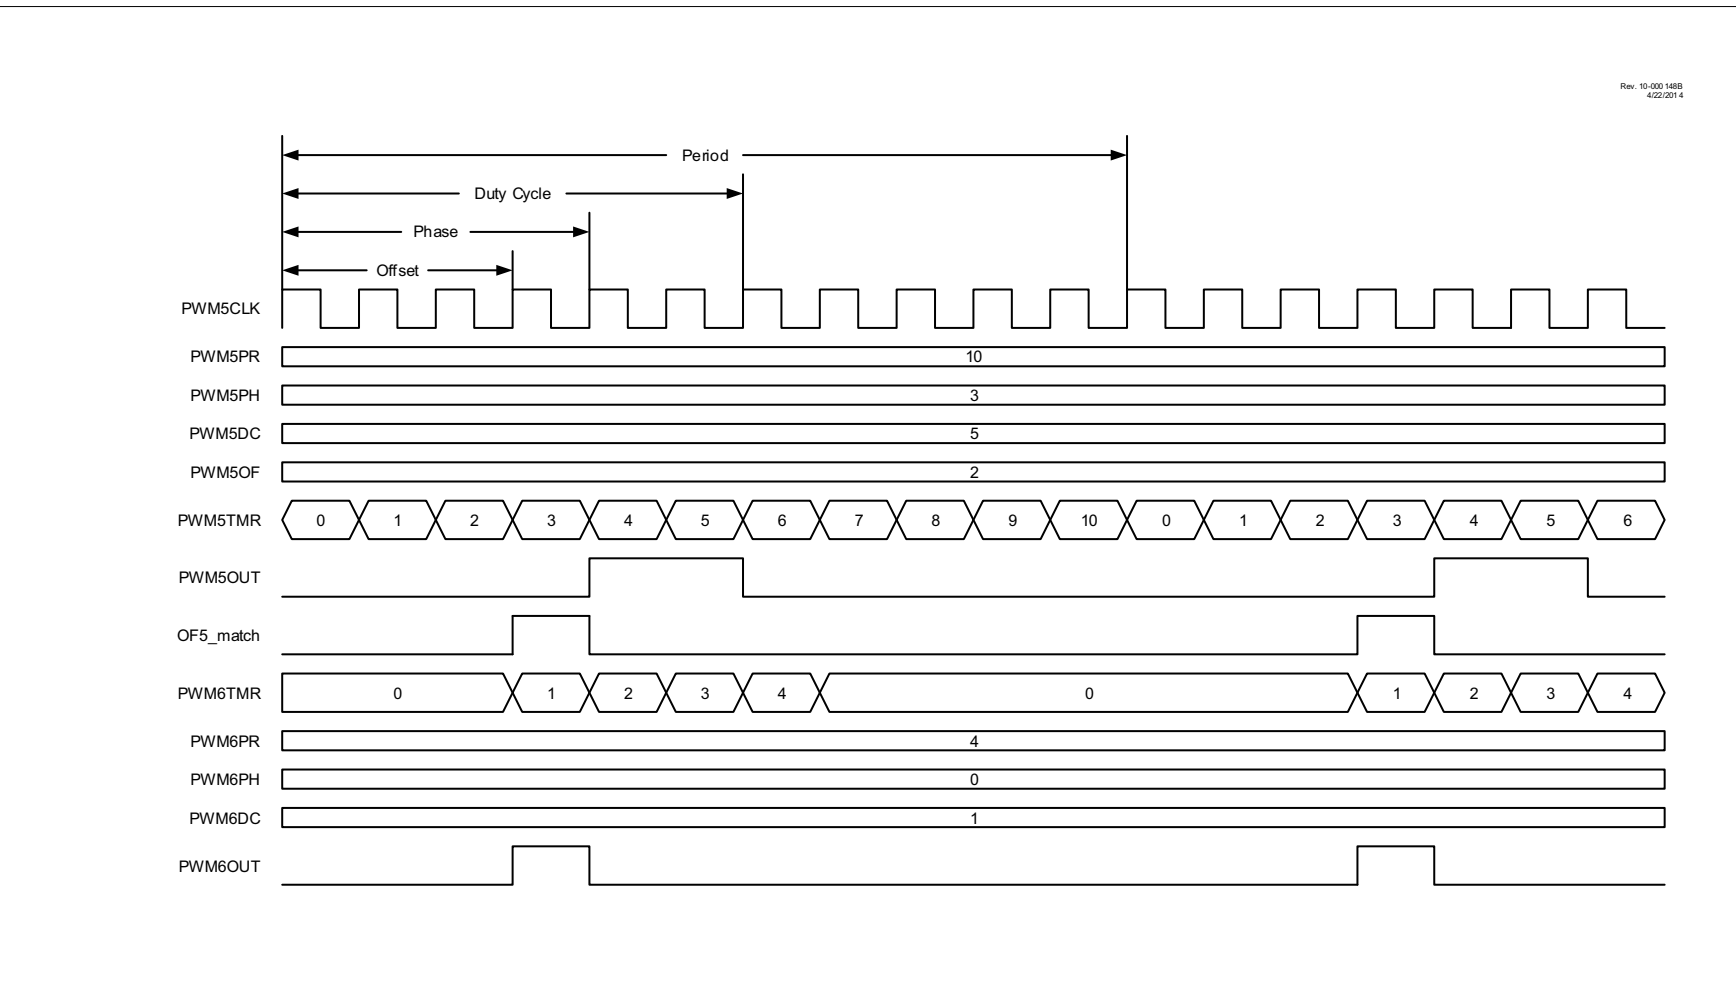 Rev. 10-000 148B
4/22/201 4
Period
Duty Cycle
Phase
Offset
PWM5CLK
PWM5PR 10
PWM5PH 3
PWM5DC 5
PWM5OF 2
PWM5TMR 0 1 2 3 4 5 6 7 8 9 10 0 1 2 3 4 5 6
PWM5OUT
OF5_match
PWM6TMR 0 1 2 3 4 0 1 2 3 4
PWM6PR 4
PWM6PH 0
PWM6DC 1
PWM6OUT